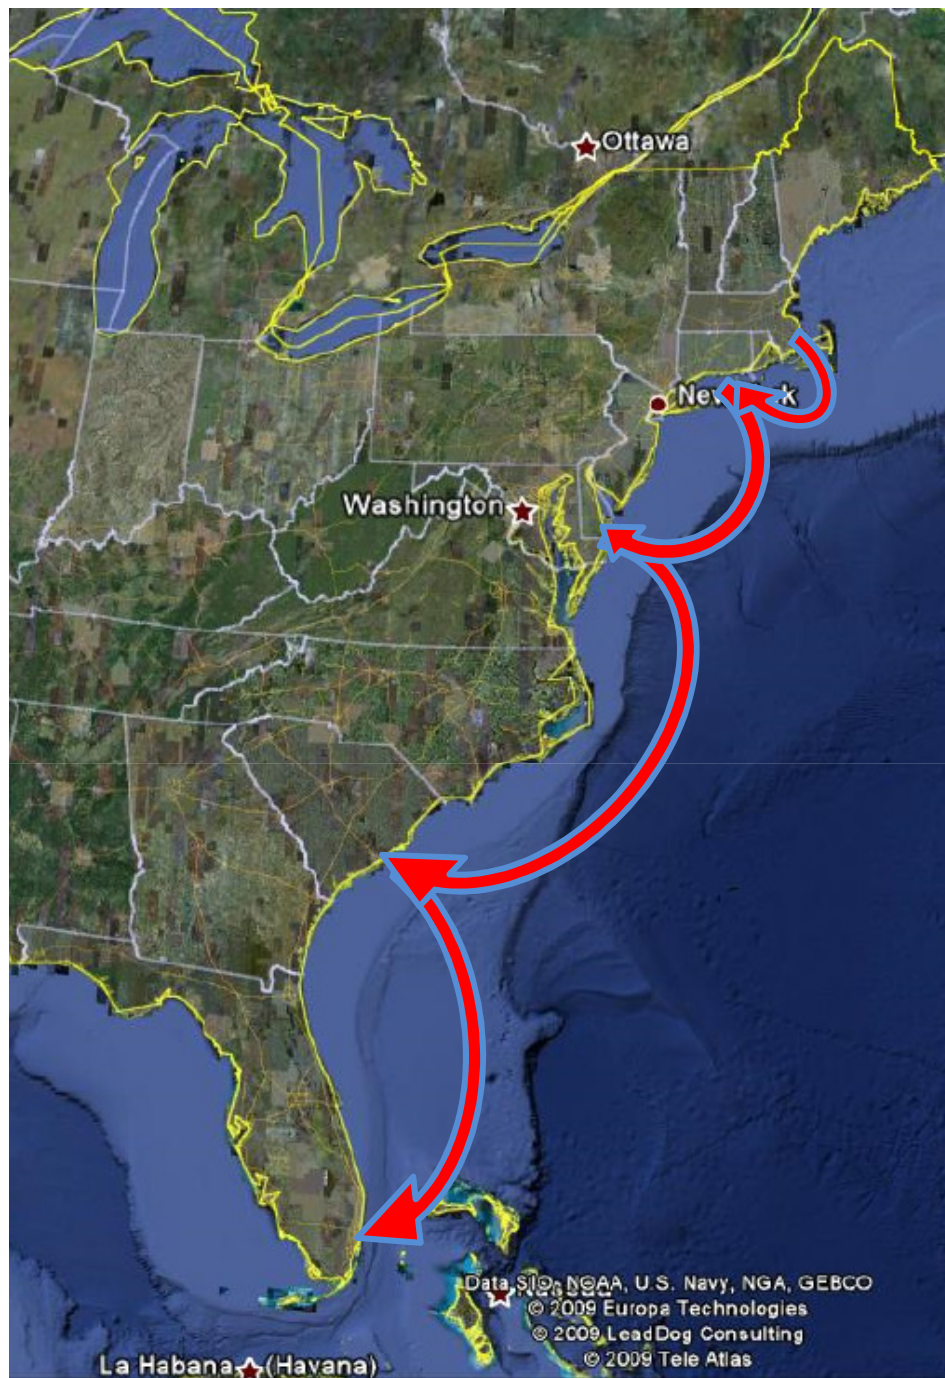 Ottawa
New York
Washington
Data SIO, NOAA, U.S. Navy, NGA, GEBCO
Nassau
© 2009 Europa Technologies
© 2009 LeadDog Consulting
© 2009 Tele Atlas
La Habana (Havana)